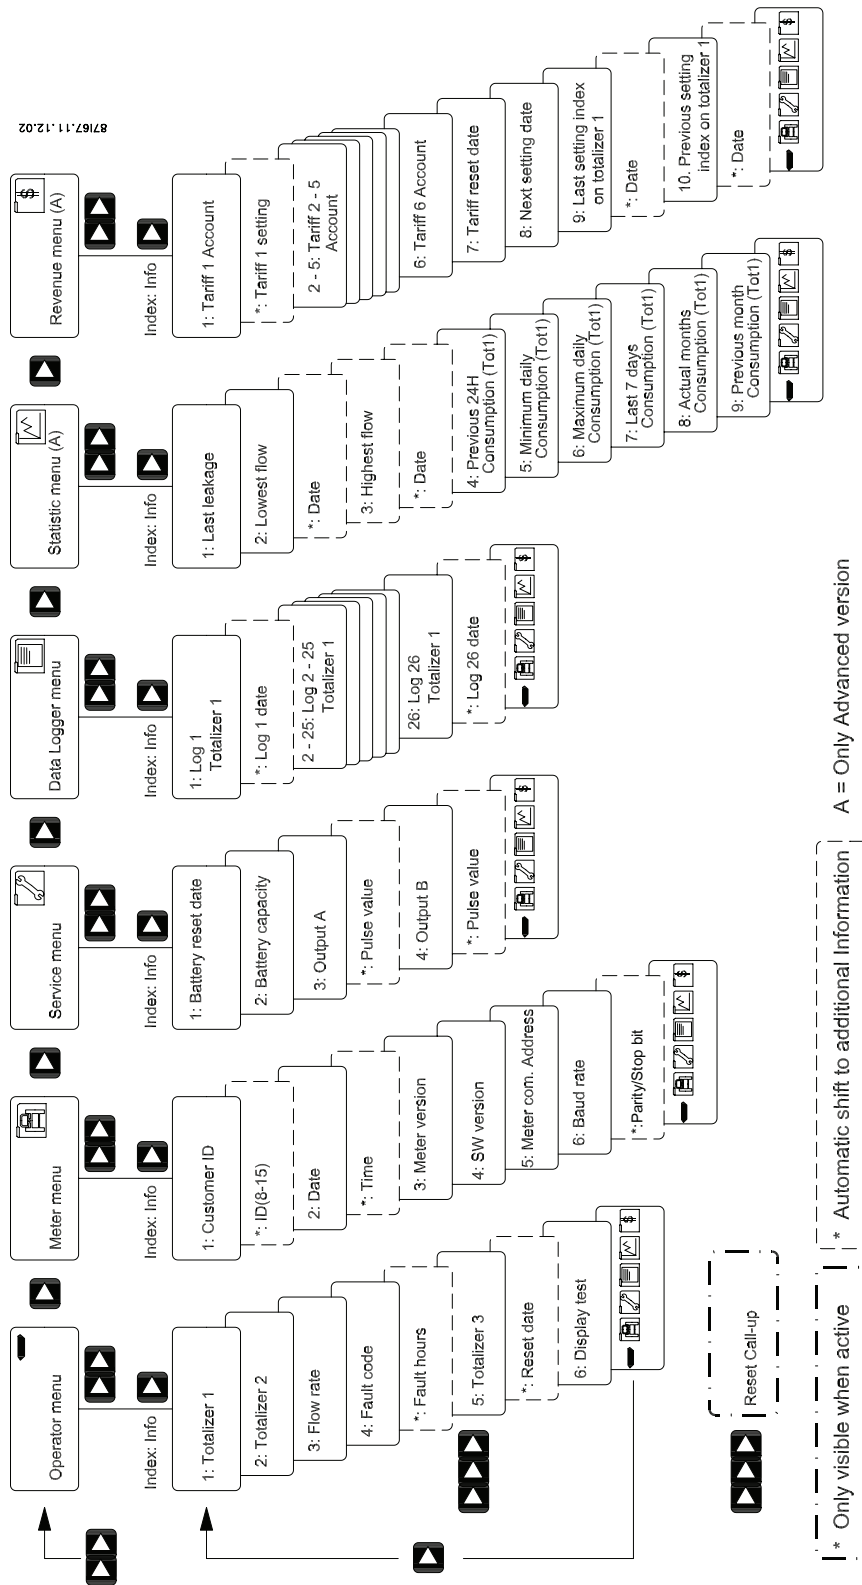 Operator menu
Index: Info
1: Totalizer 1
2: Totalizer 2
3: Flow rate
4: Fault code
*: Fault hours
5: Totalizer 3
*: Reset date
6: Display test
Reset Call-up
Meter menu
Index: Info
1: Customer ID
*: ID(8-15)
2: Date
*: Time
3: Meter version
4: SW version
5: Meter com. Address
6: Baud rate
*:Parity/Stop bit
Service menu
Index: Info
1: Battery reset date
2: Battery capacity
3: Output A
*: Pulse value
4: Output B
*: Pulse value
Data Logger menu
Index: Info
1: Log 1
Totalizer 1
*: Log 1 date
2 - 25: Log 2 - 25
Totalizer 1
26: Log 26
Totalizer 1
*: Log 26 date
Statistic menu (A)
Index: Info
1: Last leakage
2: Lowest flow
*: Date
3: Highest flow
*: Date
4: Previous 24H
Consumption (Tot1)
5: Minimum daily
Consumption (Tot1)
6: Maximum daily
Consumption (Tot1)
7: Last 7 days
Consumption (Tot1)
8: Actual months
Consumption (Tot1)
9: Previous month
Consumption (Tot1)
Revenue menu (A)
Index: Info
1: Tariff 1 Account
*: Tariff 1 setting
2 - 5: Tariff 2 - 5
Account
6: Tariff 6 Account
7: Tariff reset date
8: Next setting date
9: Last setting index
on totalizer 1
*: Date
10. Previous setting
index on totalizer 1
*: Date
87I67.11.12.02
* Only visible when active
* Automatic shift to additional Information
A = Only Advanced version